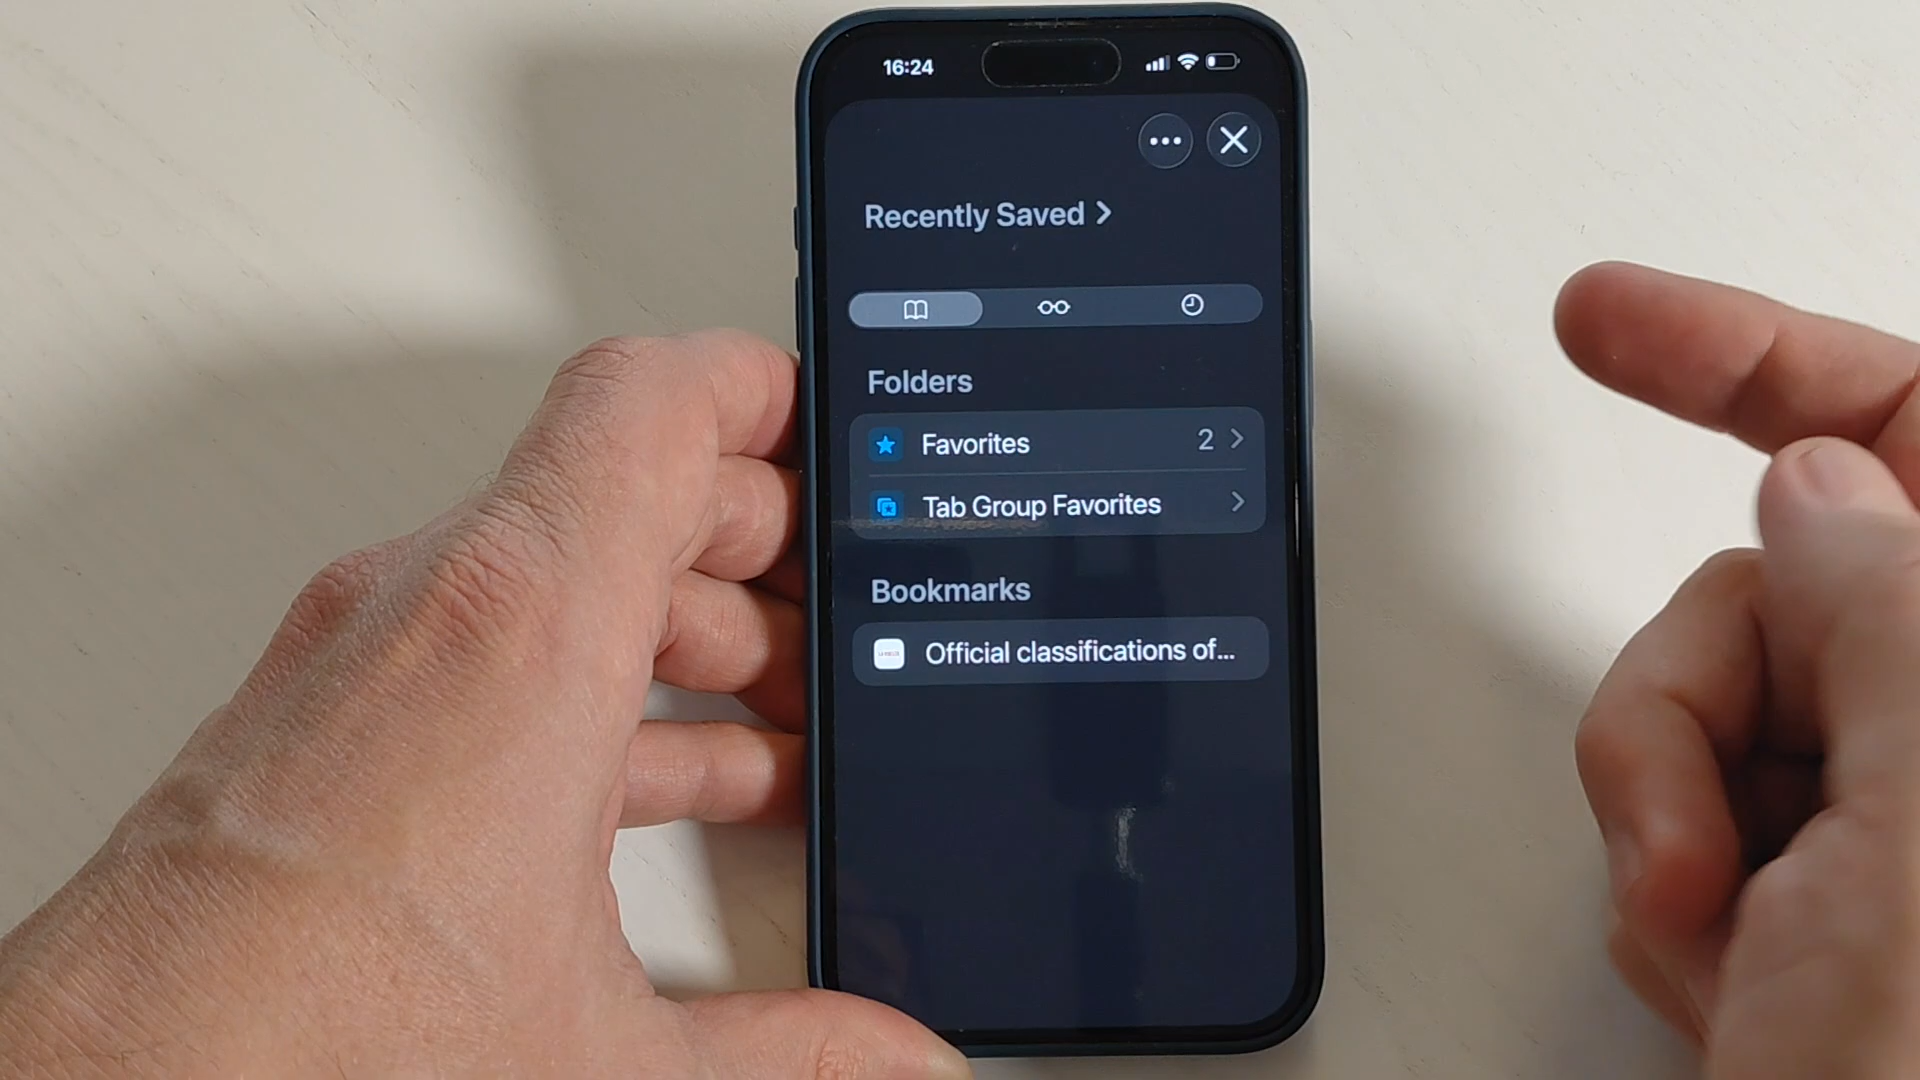 16:24
Recently Saved
Folders
Favorites 2
Tab Group Favorites
Bookmarks
Official classifications of...